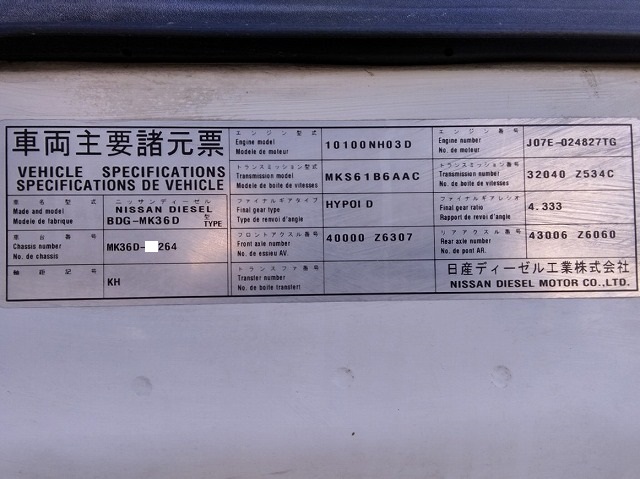 車両主要諸元票
VEHICLE SPECIFICATIONS
SPECIFICATIONS DE VEHICLE
車名型式
Made and model
Modele de fabrique
ニッサンディーゼル
NISSAN DIESEL
BDG-MK36D 型 TYPE
車台番号
Chassis number
No. de chassis
MK36D- 264
軸距記号
KH
エンジン型式
Engine model
Modele de moteur
10100NH03D
トランスミッション型式
Transmission model
Modele de boite de vitesses
MKS61B6AAC
ファイナルギアタイプ
Final gear type
Type de renvoi d'angle
HYPOID
フロントアクスル番号
Front axle number
No. de essieu AV.
40000 Z6307
トランスファ番号
Transfer number
No. de boite transfert
エンジン番号
Engine number
No. de moteur
J07E-024827TG
トランスミッション番号
Transmission number
No. de boite de vitesses
32040 Z534C
ファイナルギアレシオ
Final gear ratio
Rapport de renvoi d'angle
4.333
リアアクスル番号
Rear axle number
No. de pont AR.
43006 Z6060
日産ディーゼル工業株式会社
NISSAN DIESEL MOTOR CO.,LTD.